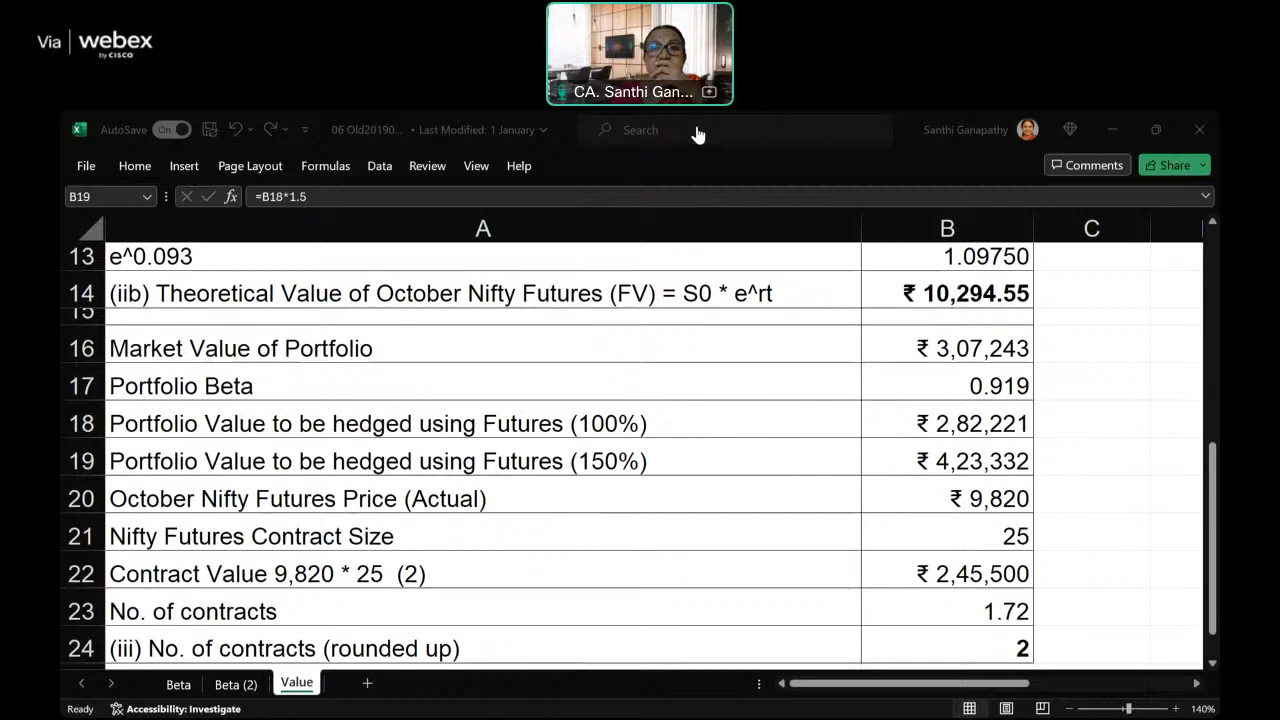 Via | webex
by CISCO
CA. Santhi Gan...
AutoSave On 06 Old20190... • Last Modified: 1 January Search Santhi Ganapathy
File Home Insert Page Layout Formulas Data Review View Help Comments Share
B19 fx =B18*1.5
A B C
13 e^0.093 1.09750
14 (iib) Theoretical Value of October Nifty Futures (FV) = S0 * e^rt ₹ 10,294.55
15
16 Market Value of Portfolio ₹ 3,07,243
17 Portfolio Beta 0.919
18 Portfolio Value to be hedged using Futures (100%) ₹ 2,82,221
19 Portfolio Value to be hedged using Futures (150%) ₹ 4,23,332
20 October Nifty Futures Price (Actual) ₹ 9,820
21 Nifty Futures Contract Size 25
22 Contract Value 9,820 * 25 (2) ₹ 2,45,500
23 No. of contracts 1.72
24 (iii) No. of contracts (rounded up) 2
Beta Beta (2) Value
Ready Accessibility: Investigate 140%